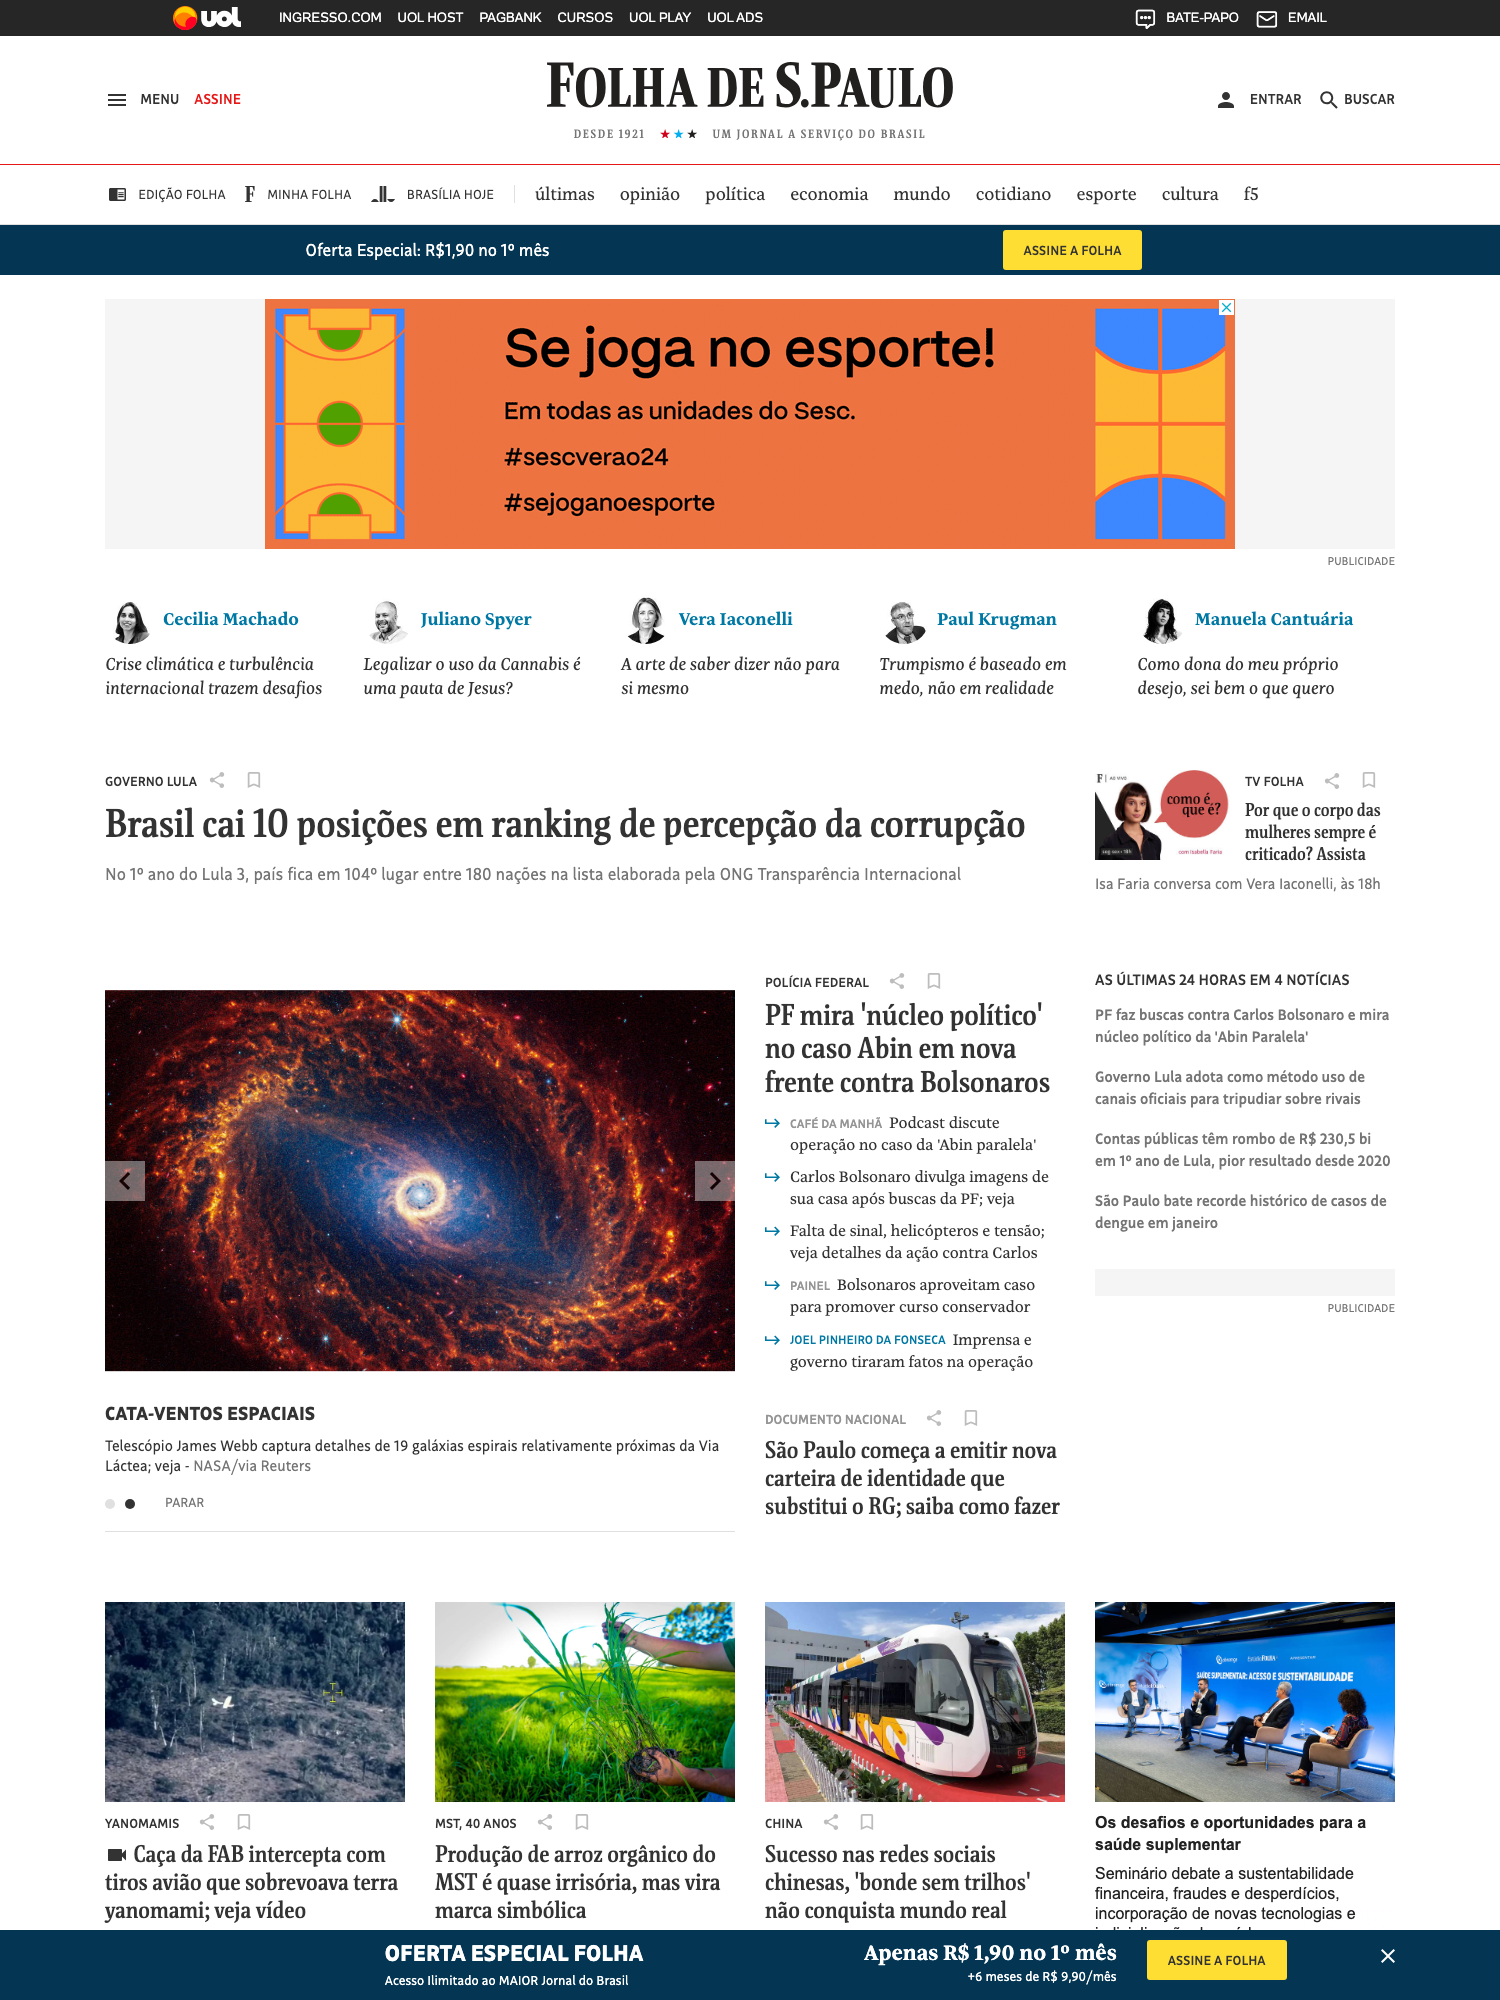 uol INGRESSO.COM UOL HOST PAGBANK CURSOS UOL PLAY UOL ADS BATE-PAPO EMAIL
MENU ASSINE
FOLHA DE S.PAULO
DESDE 1921 ★★★ UM JORNAL A SERVIÇO DO BRASIL
ENTRAR BUSCAR
EDIÇÃO FOLHA F MINHA FOLHA BRASÍLIA HOJE últimas opinião política economia mundo cotidiano esporte cultura f5
Oferta Especial: R$1,90 no 1º mês ASSINE A FOLHA
Se joga no esporte!
Em todas as unidades do Sesc.
#sescverao24
#sejoganoesporte
PUBLICIDADE
Cecilia Machado
Crise climática e turbulência
internacional trazem desafios
Juliano Spyer
Legalizar o uso da Cannabis é
uma pauta de Jesus?
Vera Iaconelli
A arte de saber dizer não para
si mesmo
Paul Krugman
Trumpismo é baseado em
medo, não em realidade
Manuela Cantuária
Como dona do meu próprio
desejo, sei bem o que quero
GOVERNO LULA
Brasil cai 10 posições em ranking de percepção da corrupção
No 1º ano do Lula 3, país fica em 104º lugar entre 180 nações na lista elaborada pela ONG Transparência Internacional
F AO VIVO
como é,
que é?
com Isabella Faria
TV FOLHA
Por que o corpo das
mulheres sempre é
criticado? Assista
Isa Faria conversa com Vera Iaconelli, às 18h
CATA-VENTOS ESPACIAIS
Telescópio James Webb captura detalhes de 19 galáxias espirais relativamente próximas da Via
Láctea; veja - NASA/via Reuters
PARAR
POLÍCIA FEDERAL
PF mira 'núcleo político'
no caso Abin em nova
frente contra Bolsonaros
CAFÉ DA MANHÃ Podcast discute
operação no caso da 'Abin paralela'
Carlos Bolsonaro divulga imagens de
sua casa após buscas da PF; veja
Falta de sinal, helicópteros e tensão;
veja detalhes da ação contra Carlos
PAINEL Bolsonaros aproveitam caso
para promover curso conservador
JOEL PINHEIRO DA FONSECA Imprensa e
governo tiraram fatos na operação
DOCUMENTO NACIONAL
São Paulo começa a emitir nova
carteira de identidade que
substitui o RG; saiba como fazer
AS ÚLTIMAS 24 HORAS EM 4 NOTÍCIAS
PF faz buscas contra Carlos Bolsonaro e mira
núcleo político da 'Abin Paralela'
Governo Lula adota como método uso de
canais oficiais para tripudiar sobre rivais
Contas públicas têm rombo de R$ 230,5 bi
em 1º ano de Lula, pior resultado desde 2020
São Paulo bate recorde histórico de casos de
dengue em janeiro
PUBLICIDADE
YANOMAMIS
Caça da FAB intercepta com
tiros avião que sobrevoava terra
yanomami; veja vídeo
MST, 40 ANOS
Produção de arroz orgânico do
MST é quase irrisória, mas vira
marca simbólica
CHINA
Sucesso nas redes sociais
chinesas, 'bonde sem trilhos'
não conquista mundo real
SAÚDE SUPLEMENTAR: ACESSO E SUSTENTABILIDADE
Os desafios e oportunidades para a
saúde suplementar
Seminário debate a sustentabilidade
financeira, fraudes e desperdícios,
incorporação de novas tecnologias e
OFERTA ESPECIAL FOLHA
Acesso Ilimitado ao MAIOR Jornal do Brasil
Apenas R$ 1,90 no 1º mês
+6 meses de R$ 9,90/mês
ASSINE A FOLHA